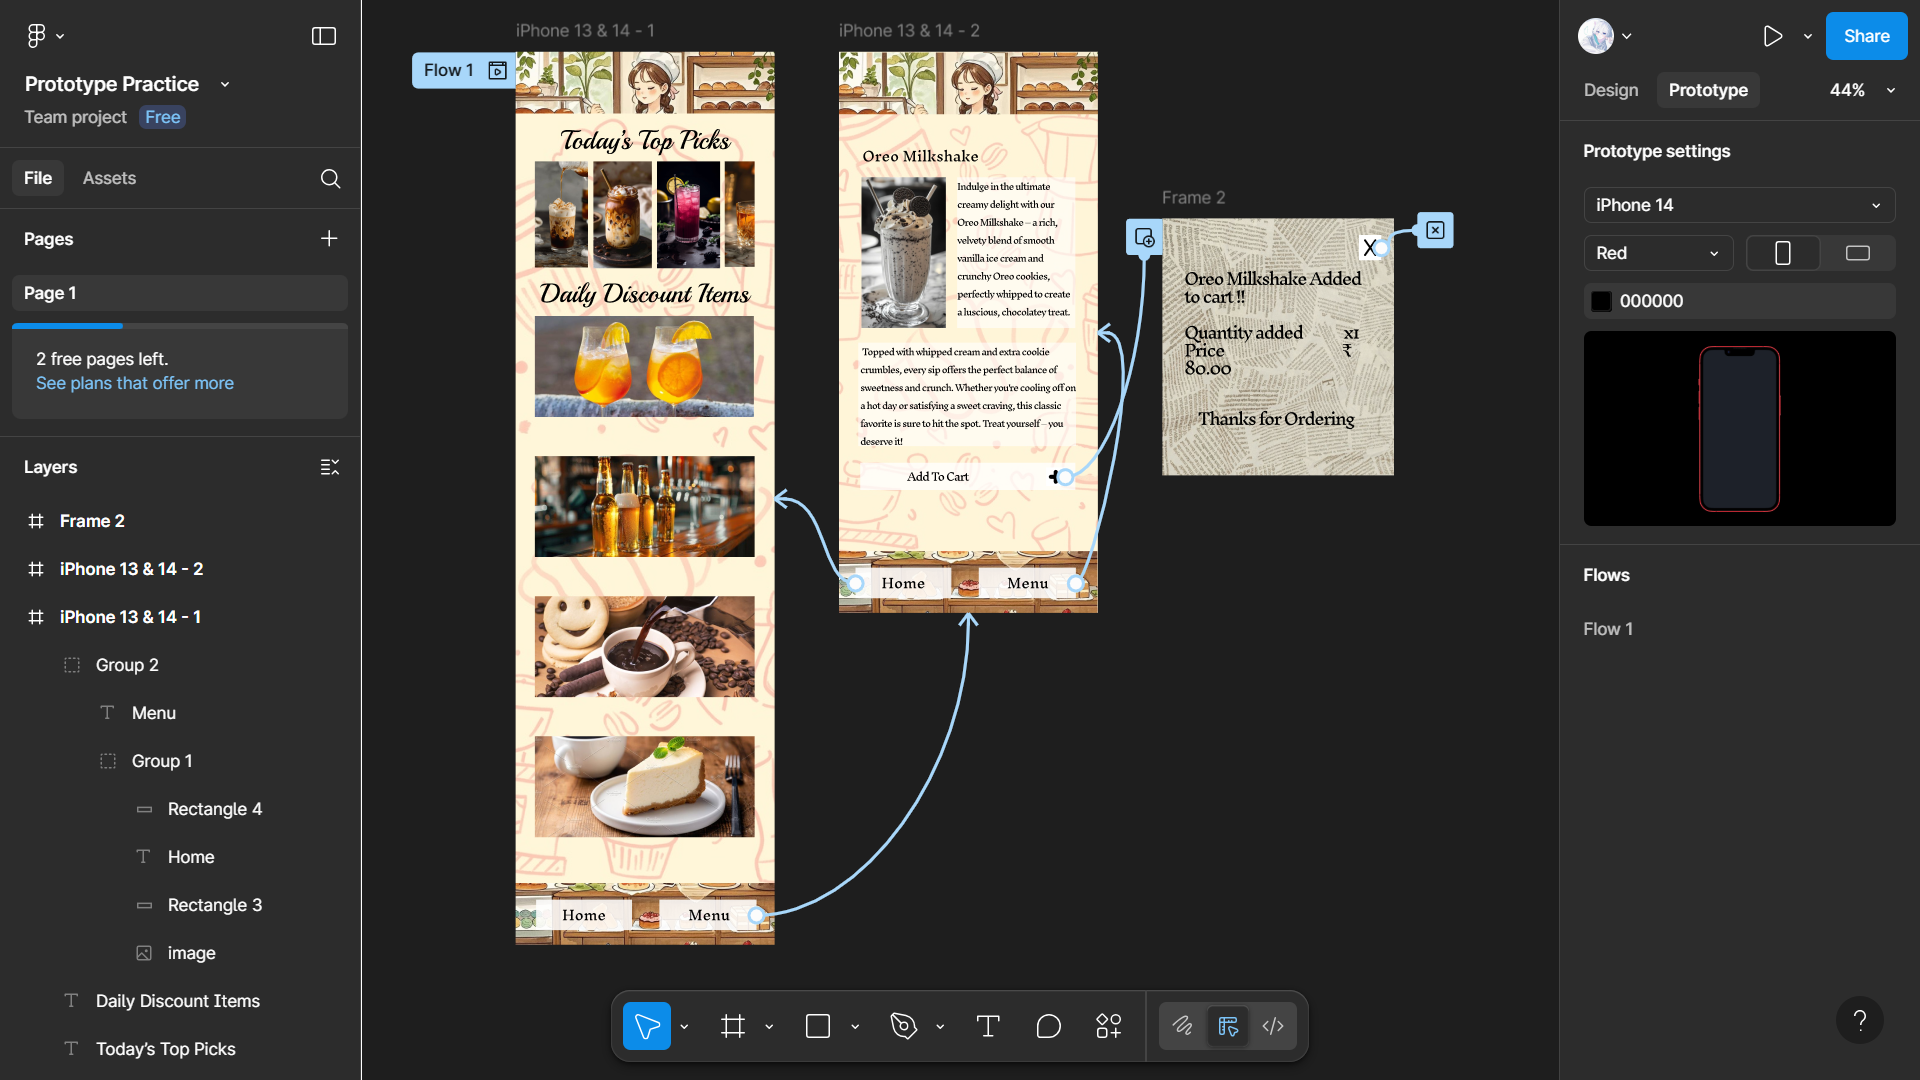 Prototype Practice
Team project Free
File Assets
Pages
Page 1
2 free pages left.
See plans that offer more
Layers
Frame 2
iPhone 13 & 14 - 2
iPhone 13 & 14 - 1
Group 2
Menu
Group 1
Rectangle 4
Home
Rectangle 3
image
Daily Discount Items
Today's Top Picks
iPhone 13 & 14 - 1
Flow 1
Today's Top Picks
Daily Discount Items
Home Menu
iPhone 13 & 14 - 2
Oreo Milkshake
Indulge in the ultimate
creamy delight with our
Oreo Milkshake – a rich,
velvety blend of smooth
vanilla ice cream and
crunchy Oreo cookies,
perfectly whipped to create
a luscious, chocolatey treat.
Topped with whipped cream and extra cookie
crumbles, every sip offers the perfect balance of
sweetness and crunch. Whether you're cooling off on
a hot day or satisfying a sweet craving, this classic
favorite is sure to hit the spot. Treat yourself – you
deserve it!
Add To Cart +
Home Menu
Frame 2
X
Oreo Milkshake Added
to cart !!
Quantity added x1
Price ₹
80.00
Thanks for Ordering
Share
Design Prototype 44%
Prototype settings
iPhone 14
Red
000000
Flows
Flow 1
?